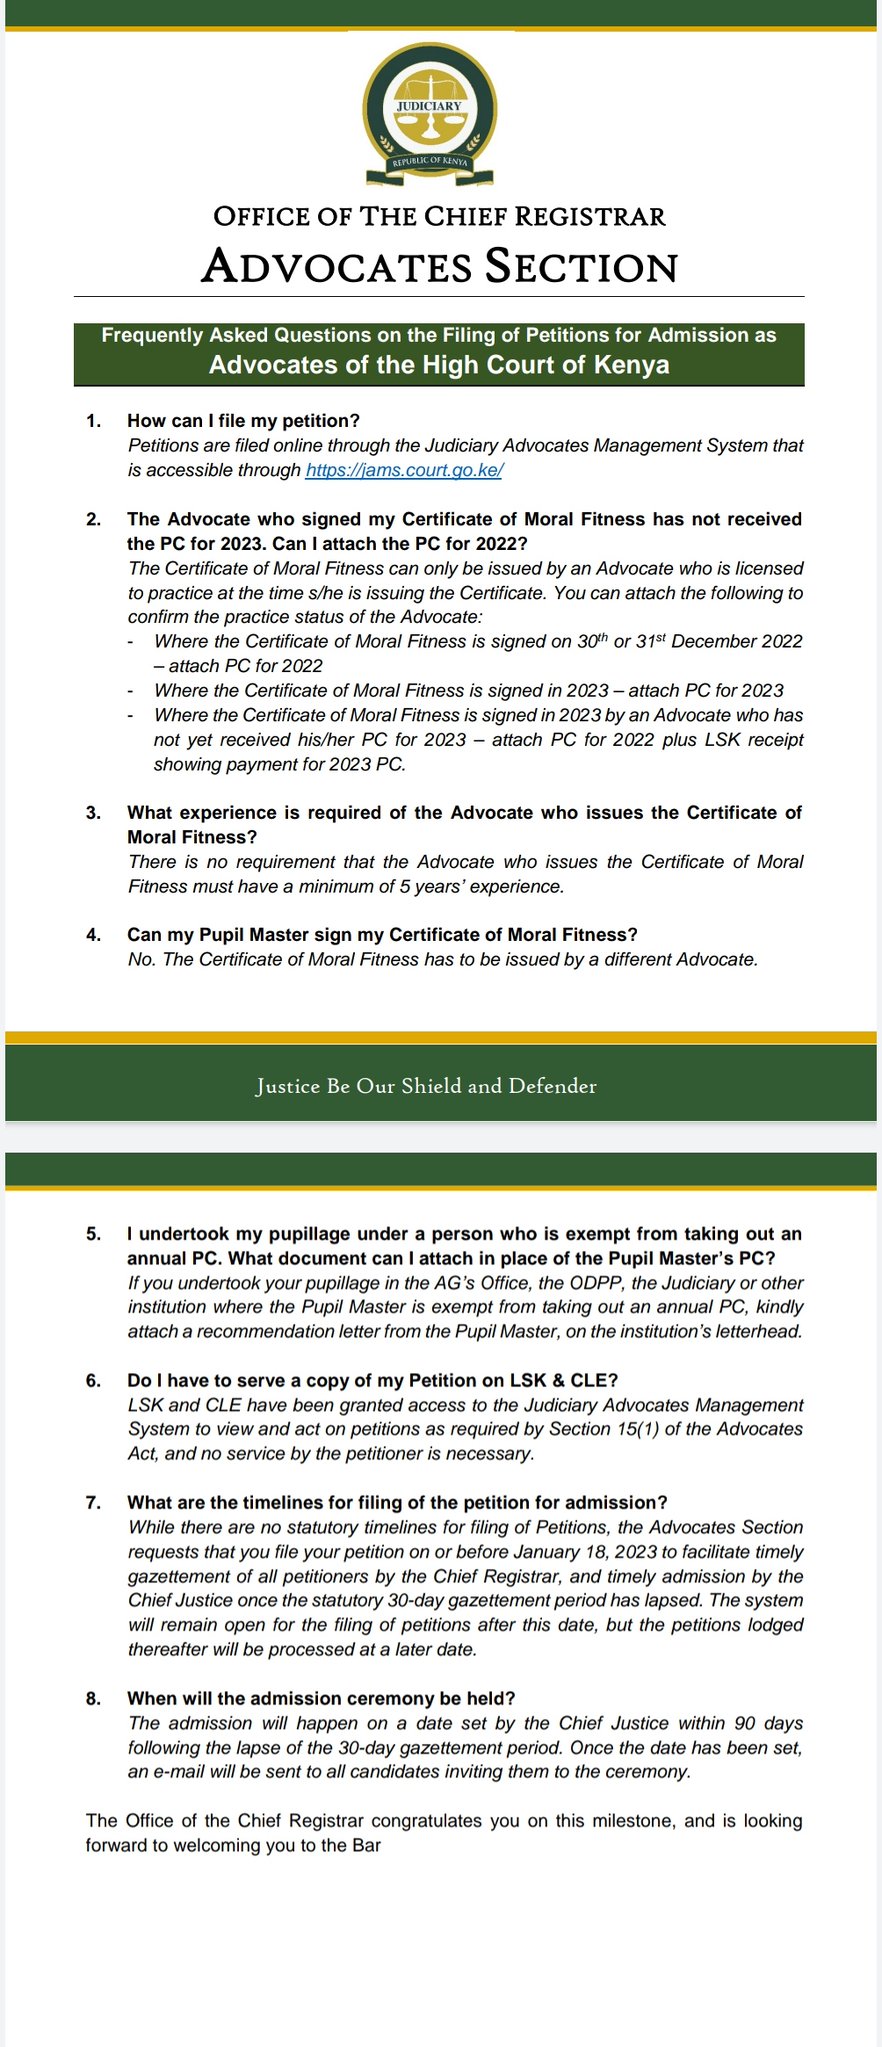 JUDICIARY
REPUBLIC OF KENYA
OFFICE OF THE CHIEF REGISTRAR
ADVOCATES SECTION
Frequently Asked Questions on the Filing of Petitions for Admission as
Advocates of the High Court of Kenya
1. How can I file my petition?
Petitions are filed online through the Judiciary Advocates Management System that
is accessible through https://jams.court.go.ke/
2. The Advocate who signed my Certificate of Moral Fitness has not received
the PC for 2023. Can I attach the PC for 2022?
The Certificate of Moral Fitness can only be issued by an Advocate who is licensed
to practice at the time s/he is issuing the Certificate. You can attach the following to
confirm the practice status of the Advocate:
- Where the Certificate of Moral Fitness is signed on 30th or 31st December 2022
– attach PC for 2022
- Where the Certificate of Moral Fitness is signed in 2023 – attach PC for 2023
- Where the Certificate of Moral Fitness is signed in 2023 by an Advocate who has
not yet received his/her PC for 2023 – attach PC for 2022 plus LSK receipt
showing payment for 2023 PC.
3. What experience is required of the Advocate who issues the Certificate of
Moral Fitness?
There is no requirement that the Advocate who issues the Certificate of Moral
Fitness must have a minimum of 5 years’ experience.
4. Can my Pupil Master sign my Certificate of Moral Fitness?
No. The Certificate of Moral Fitness has to be issued by a different Advocate.
Justice Be Our Shield and Defender
5. I undertook my pupillage under a person who is exempt from taking out an
annual PC. What document can I attach in place of the Pupil Master’s PC?
If you undertook your pupillage in the AG’s Office, the ODPP, the Judiciary or other
institution where the Pupil Master is exempt from taking out an annual PC, kindly
attach a recommendation letter from the Pupil Master, on the institution’s letterhead.
6. Do I have to serve a copy of my Petition on LSK & CLE?
LSK and CLE have been granted access to the Judiciary Advocates Management
System to view and act on petitions as required by Section 15(1) of the Advocates
Act, and no service by the petitioner is necessary.
7. What are the timelines for filing of the petition for admission?
While there are no statutory timelines for filing of Petitions, the Advocates Section
requests that you file your petition on or before January 18, 2023 to facilitate timely
gazettement of all petitioners by the Chief Registrar, and timely admission by the
Chief Justice once the statutory 30-day gazettement period has lapsed. The system
will remain open for the filing of petitions after this date, but the petitions lodged
thereafter will be processed at a later date.
8. When will the admission ceremony be held?
The admission will happen on a date set by the Chief Justice within 90 days
following the lapse of the 30-day gazettement period. Once the date has been set,
an e-mail will be sent to all candidates inviting them to the ceremony.
The Office of the Chief Registrar congratulates you on this milestone, and is looking
forward to welcoming you to the Bar